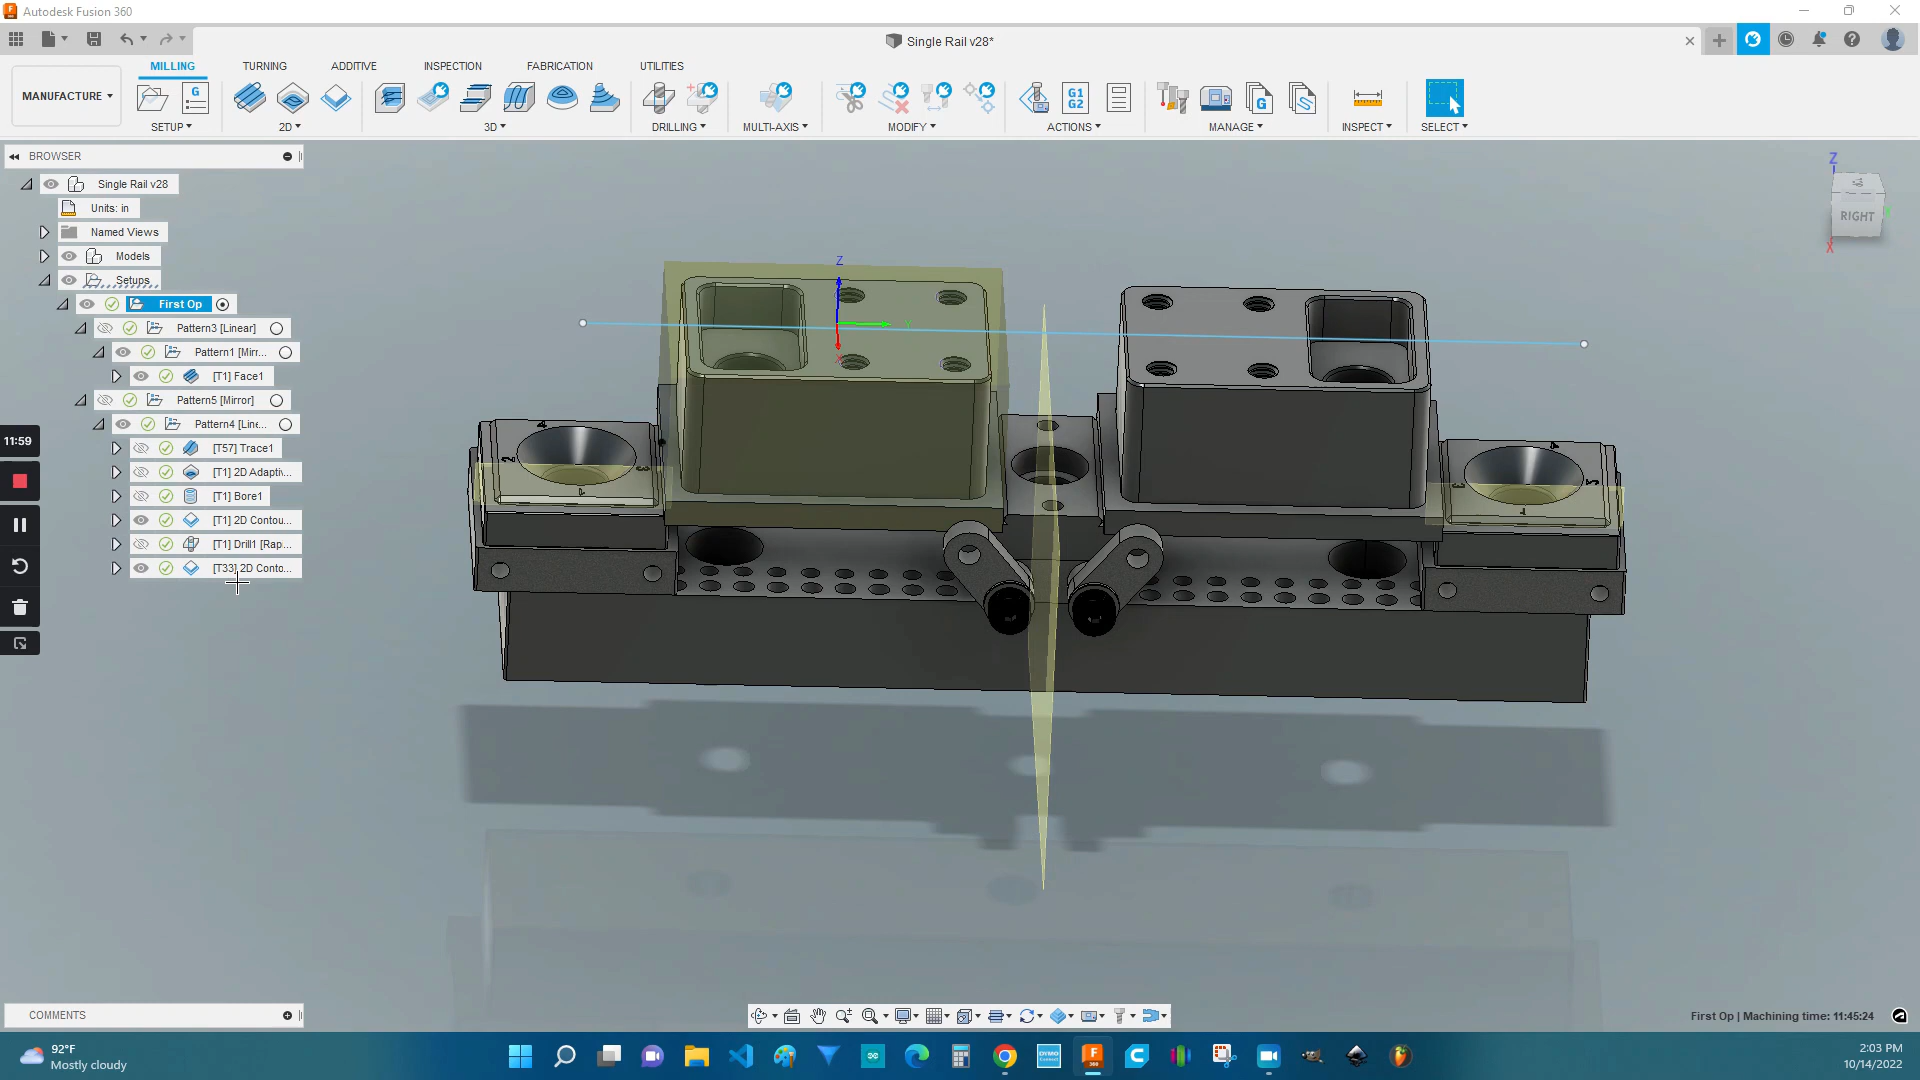 Autodesk Fusion 360
Single Rail v28*
MANUFACTURE
MILLING
TURNING
ADDITIVE
INSPECTION
FABRICATION
UTILITIES
SETUP
2D
3D
DRILLING
MULTI-AXIS
MODIFY
ACTIONS
MANAGE
INSPECT
SELECT
G
G1
G2
G
BROWSER
Single Rail v28
Units: in
Named Views
Models
Setups
First Op
Pattern3 [Linear]
Pattern1 [Mirr...
[T1] Face1
Pattern5 [Mirror]
Pattern4 [Line...
[T57] Trace1
[T1] 2D Adaptiv...
[T1] Bore1
[T1] 2D Contou...
[T1] Drill1 [Rap...
[T33] 2D Conto...
11:59
Z
Y
X
Z
RIGHT
X
COMMENTS
First Op | Machining time: 11:45:24
92°F
Mostly cloudy
2:03 PM
10/14/2022